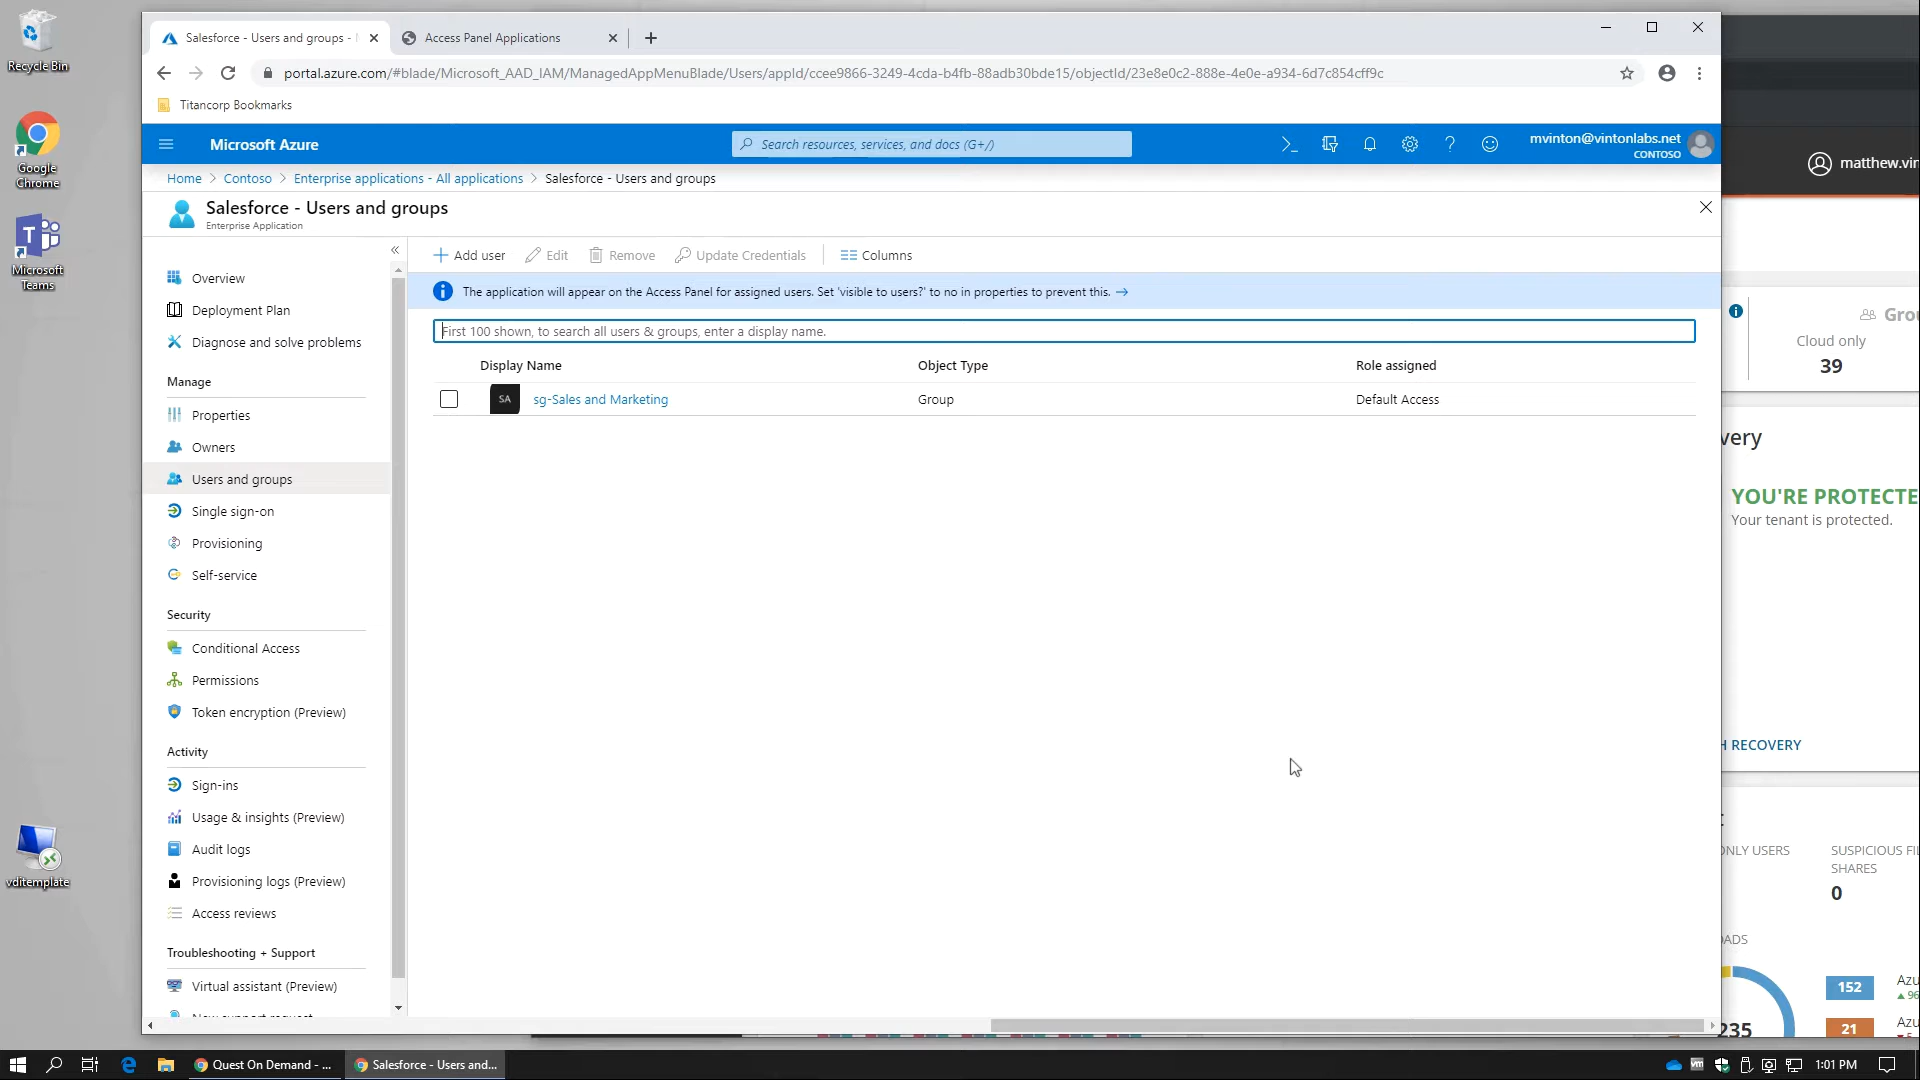 Recycle Bin
Google Chrome
Microsoft Teams
vditemplate
Salesforce - Users and groups -
Access Panel Applications
portal.azure.com/#blade/Microsoft_AAD_IAM/ManagedAppMenuBlade/Users/appId/ccee9866-3249-4cda-b4fb-88adb30bde15/objectId/23e8e0c2-888e-4e0e-a934-6d7c854cff9c
Titancorp Bookmarks
Microsoft Azure
Search resources, services, and docs (G+/)
mvinton@vintonlabs.net
CONTOSO
Home > Contoso > Enterprise applications - All applications > Salesforce - Users and groups
Salesforce - Users and groups
Enterprise Application
Overview
Deployment Plan
Diagnose and solve problems
Manage
Properties
Owners
Users and groups
Single sign-on
Provisioning
Self-service
Security
Conditional Access
Permissions
Token encryption (Preview)
Activity
Sign-ins
Usage & insights (Preview)
Audit logs
Provisioning logs (Preview)
Access reviews
Troubleshooting + Support
Virtual assistant (Preview)
New support request
Add user Edit Remove Update Credentials Columns
The application will appear on the Access Panel for assigned users. Set 'visible to users?' to no in properties to prevent this. →
First 100 shown, to search all users & groups, enter a display name.
Display Name Object Type Role assigned
SA sg-Sales and Marketing Group Default Access
matthew.vin
Grou
Cloud only
39
very
YOU'RE PROTECTE
Your tenant is protected.
H RECOVERY
ONLY USERS
SUSPICIOUS FIL
SHARES
0
OADS
235
152
Azu
96
21
Azu
5
Quest On Demand - ...
Salesforce - Users and...
1:01 PM